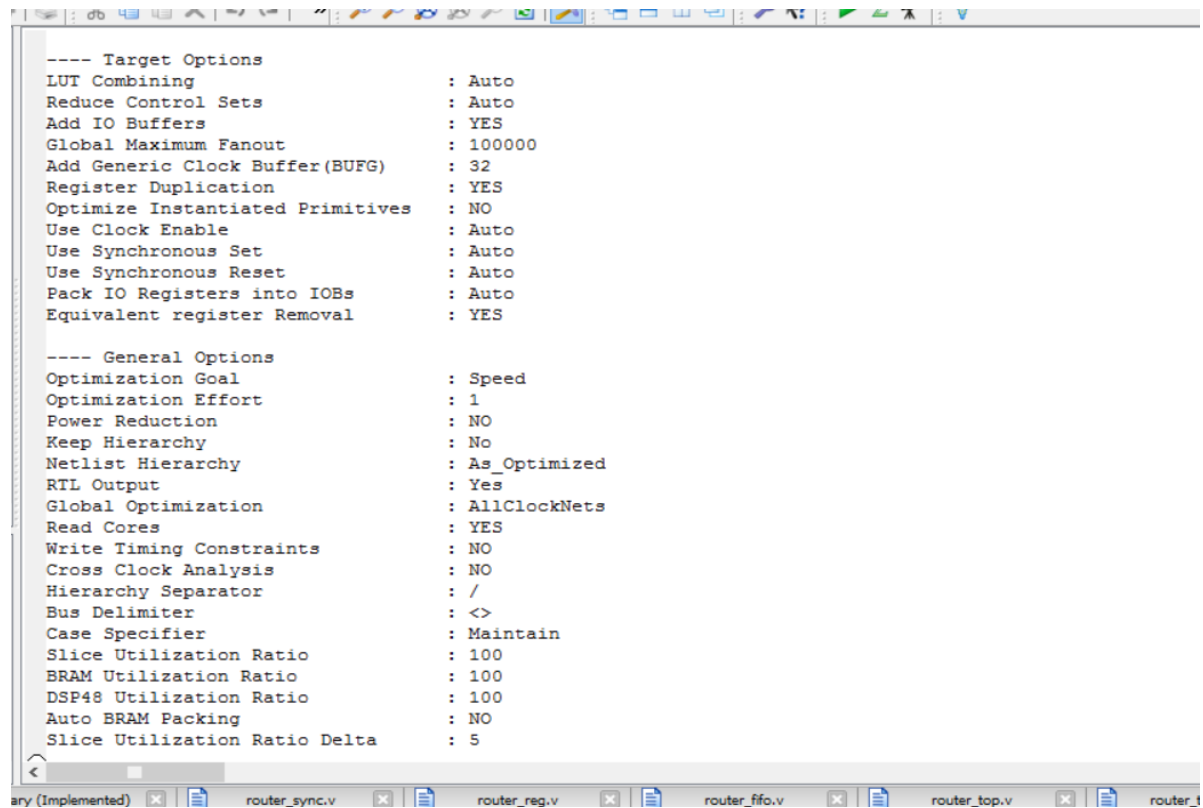 ---- Target Options
LUT Combining : Auto
Reduce Control Sets : Auto
Add IO Buffers : YES
Global Maximum Fanout : 100000
Add Generic Clock Buffer(BUFG) : 32
Register Duplication : YES
Optimize Instantiated Primitives : NO
Use Clock Enable : Auto
Use Synchronous Set : Auto
Use Synchronous Reset : Auto
Pack IO Registers into IOBs : Auto
Equivalent register Removal : YES
---- General Options
Optimization Goal : Speed
Optimization Effort : 1
Power Reduction : NO
Keep Hierarchy : No
Netlist Hierarchy : As_Optimized
RTL Output : Yes
Global Optimization : AllClockNets
Read Cores : YES
Write Timing Constraints : NO
Cross Clock Analysis : NO
Hierarchy Separator : /
Bus Delimiter : <>
Case Specifier : Maintain
Slice Utilization Ratio : 100
BRAM Utilization Ratio : 100
DSP48 Utilization Ratio : 100
Auto BRAM Packing : NO
Slice Utilization Ratio Delta : 5
ary (Implemented) router_sync.v router_reg.v router_fifo.v router_top.v router_t